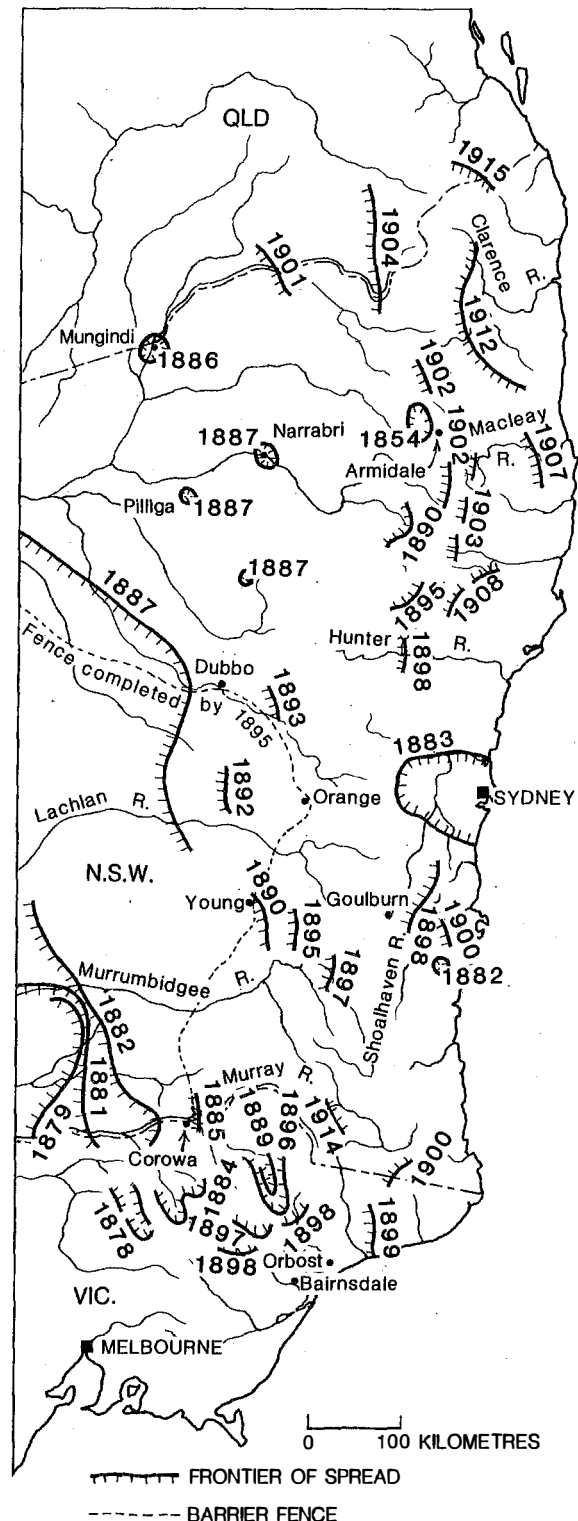 QLD
1915
1904
1901
Clarence
R.
1912
Mungindi
1886
1902
Macleay
R.
1854
1902
Armidale
1907
1887
Narrabri
Pilliga
1887
1890
1903
1887
1887
1895
1908
Hunter
R.
1898
Fence completed by 1895
Dubbo
1893
1883
1892
Orange
SYDNEY
Lachlan R.
N.S.W.
Young
1890
Goulburn
1895
1898
1900
Shoalhaven R.
1882
1897
Murrumbidgee R.
1882
1881
1879
Murray R.
1885
1889
1896
1914
1900
Corowa
1884
1878
1897
1898
1898
1899
Orbost
Bairnsdale
VIC.
MELBOURNE
0 100 KILOMETRES
FRONTIER OF SPREAD
BARRIER FENCE